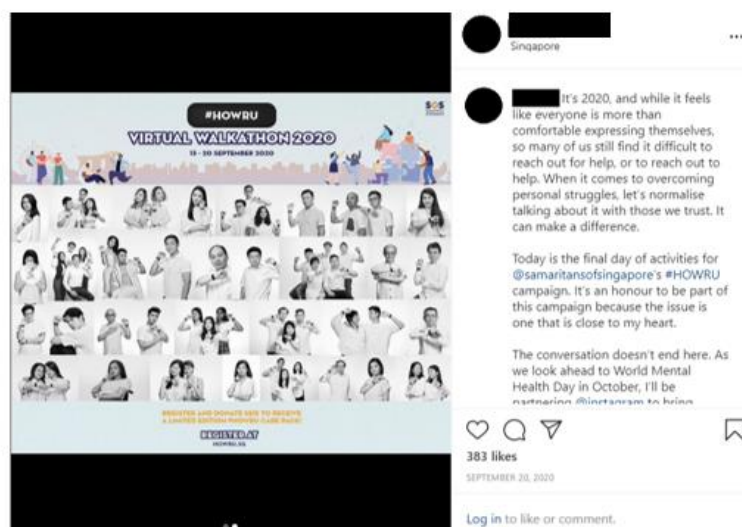 #HOWRU
SOS
VIRTUAL WALKATHON 2020
13 - 20 SEPTEMBER 2020
REGISTER AND DONATE $20 TO RECEIVE
A LIMITED EDITION #HOWRU CARE PACK!
REGISTER AT
HOWRU.SG
Singapore
It's 2020, and while it feels
like everyone is more than
comfortable expressing themselves,
so many of us still find it difficult to
reach out for help, or to reach out to
help. When it comes to overcoming
personal struggles, let's normalise
talking about it with those we trust. It
can make a difference.
Today is the final day of activities for
@samaritansofsingapore's #HOWRU
campaign. It's an honour to be part of
this campaign because the issue is
one that is close to my heart.
The conversation doesn't end here. As
we look ahead to World Mental
Health Day in October, I'll be
partnering @instagram to bring
383 likes
SEPTEMBER 20, 2020
Log in to like or comment.